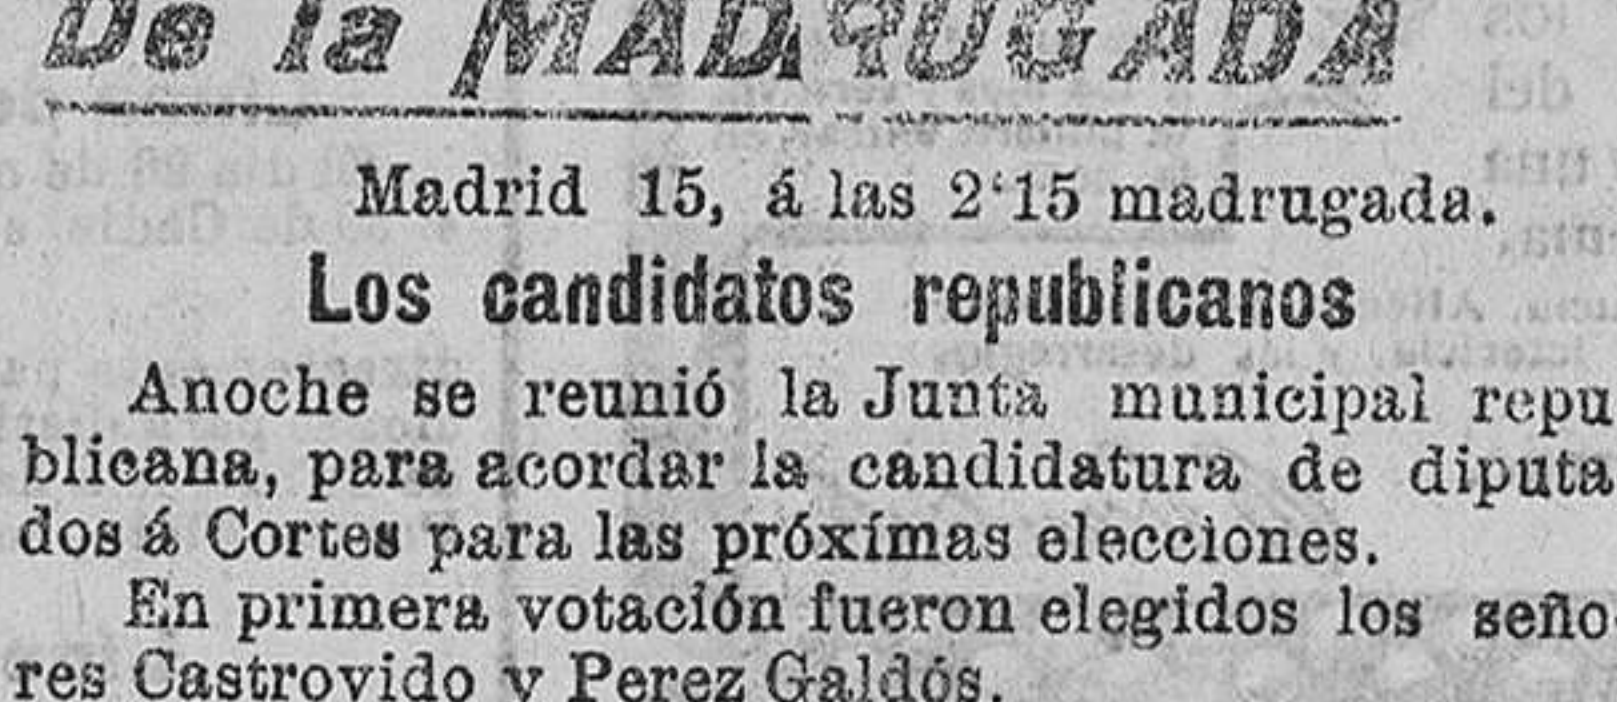 De la MADRUGADA
Madrid 15, á las 2‘15 madrugada.
Los candidatos republicanos
Anoche se reunió la Junta municipal repu
blicana, para acordar la candidatura de diputa
dos á Cortes para las próxímas elecciones.
En primera votación fueron elegidos los seño-
res Castrovido y Perez Galdós.